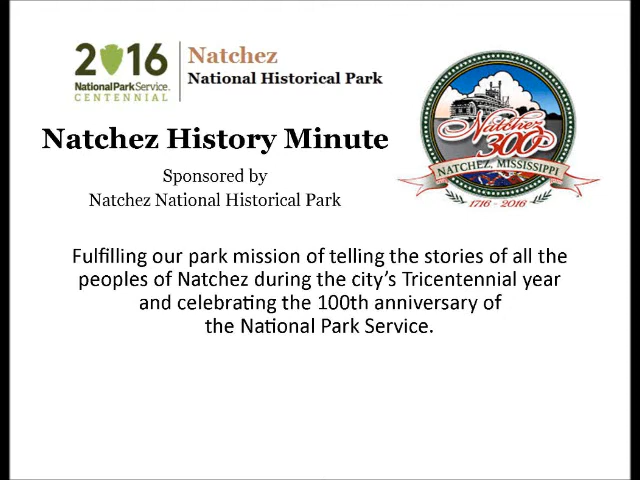 2016
National Park Service.
CENTENNIAL
Natchez
National Historical Park
Natchez
300
NATCHEZ, MISSISSIPPI
1716 - 2016
Natchez History Minute
Sponsored by
Natchez National Historical Park
Fulfilling our park mission of telling the stories of all the
peoples of Natchez during the city's Tricentennial year
and celebrating the 100th anniversary of
the National Park Service.